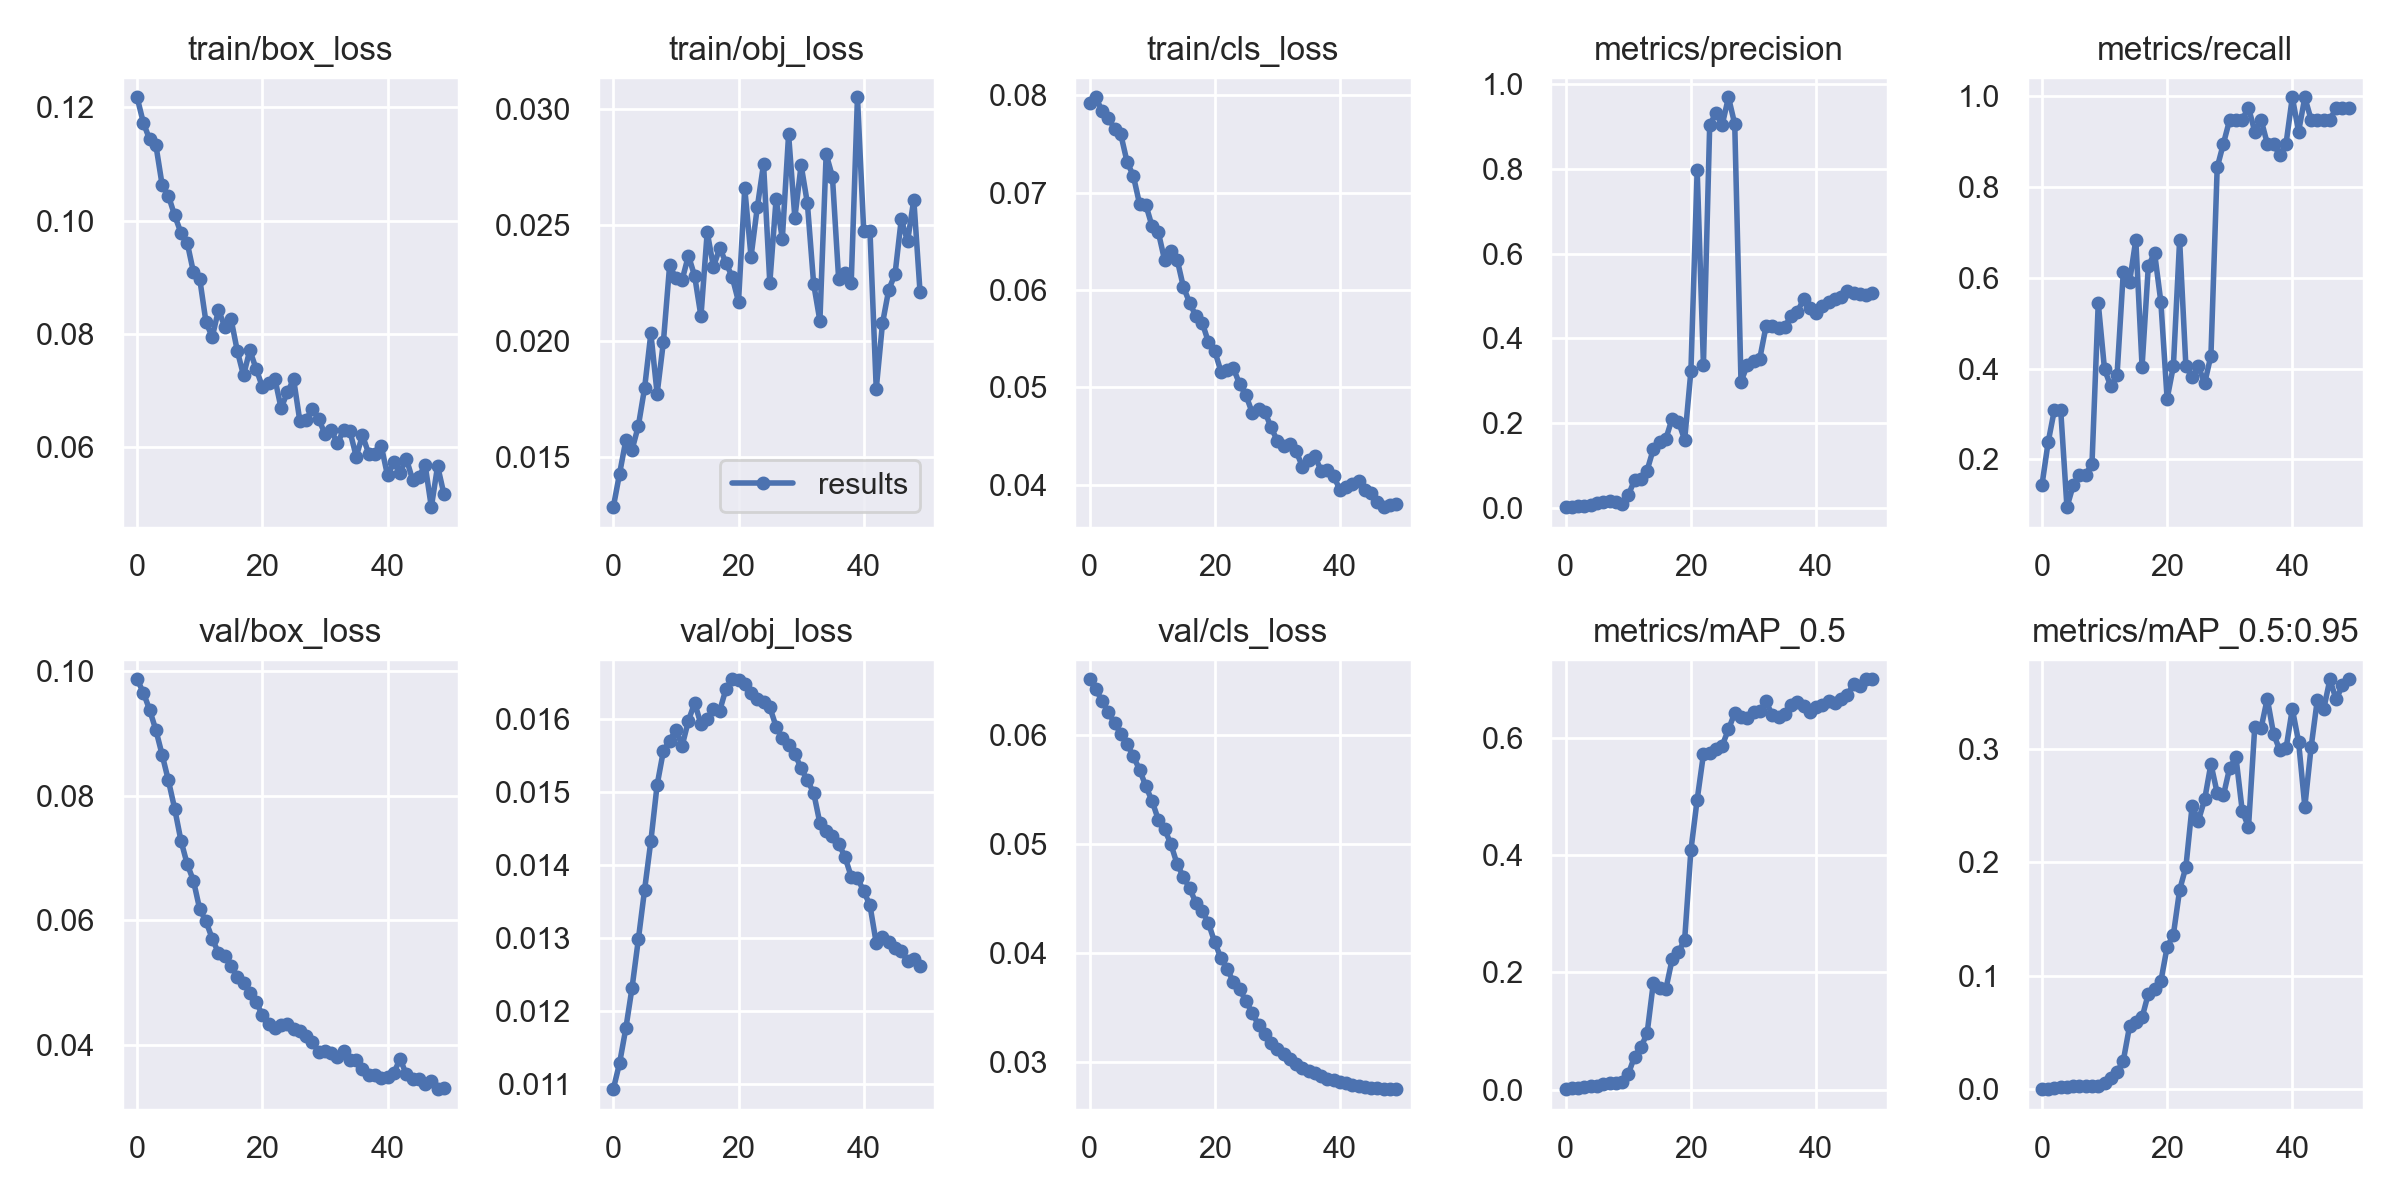 train/box_loss
train/obj_loss
train/cls_loss
metrics/precision
metrics/recall
0.12
0.10
0.08
0.06
0 20 40
0.030
0.025
0.020
0.015
results
0 20 40
0.08
0.07
0.06
0.05
0.04
0 20 40
1.0
0.8
0.6
0.4
0.2
0.0
0 20 40
1.0
0.8
0.6
0.4
0.2
0 20 40
val/box_loss
val/obj_loss
val/cls_loss
metrics/mAP_0.5
metrics/mAP_0.5:0.95
0.10
0.08
0.06
0.04
0 20 40
0.016
0.015
0.014
0.013
0.012
0.011
0 20 40
0.06
0.05
0.04
0.03
0 20 40
0.6
0.4
0.2
0.0
0 20 40
0.3
0.2
0.1
0.0
0 20 40